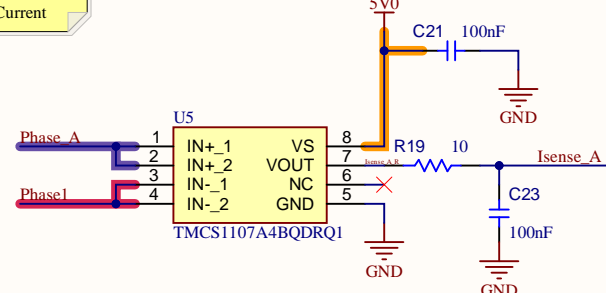 Current
5V0
C21 100nF
GND
U5
Phase_A
1 IN+_1 VS 8
2 IN+_2 VOUT 7
3 IN-_1 NC 6
4 IN-_2 GND 5
Phase1
TMCS1107A4BQDRQ1
Isense_A_R
R19 10
Isense_A
C23
100nF
GND
GND